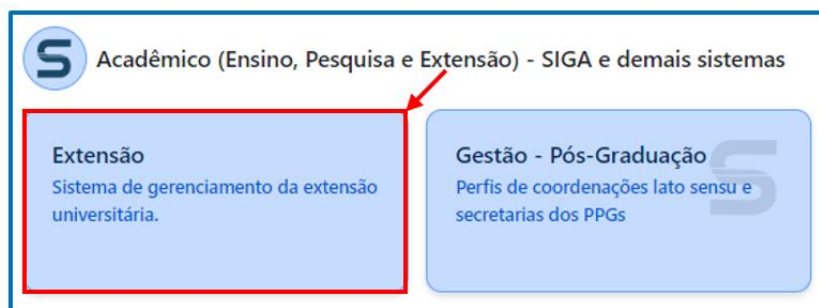 S Acadêmico (Ensino, Pesquisa e Extensão) - SIGA e demais sistemas
Extensão
Sistema de gerenciamento da extensão
universitária.
Gestão - Pós-Graduação
Perfis de coordenações lato sensu e
secretarias dos PPGs
S